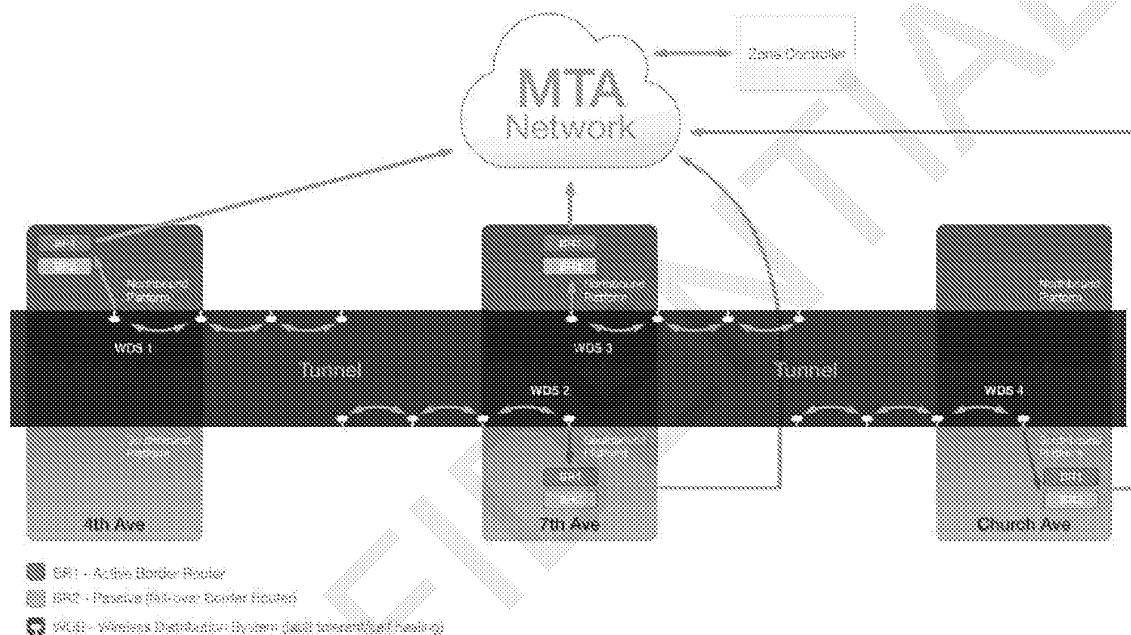 MTA
Network
Zone Controller
BR1
BR2
Northbound
Platform
BR1
BR2
Northbound
Platform
Northbound
Platform
WDS 1
WDS 3
Tunnel
Tunnel
WDS 2
WDS 4
Southbound
Platform
Southbound
Platform
Southbound
Platform
BR1
BR2
BR1
BR2
4th Ave
7th Ave
Church Ave
BR1 - Active Border Router
BR2 - Passive (fail-over Border Router)
WDS - Wireless Distribution System (fault tolerant/self healing)